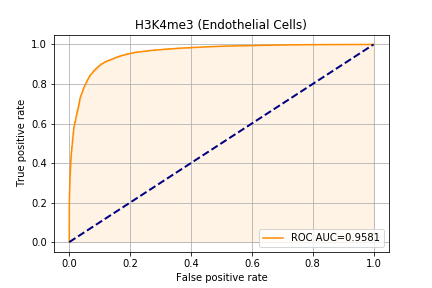 H3K4me3 (Endothelial Cells)
True positive rate
1.0
0.8
0.6
0.4
0.2
0.0
ROC AUC=0.9581
0.0 0.2 0.4 0.6 0.8 1.0
False positive rate